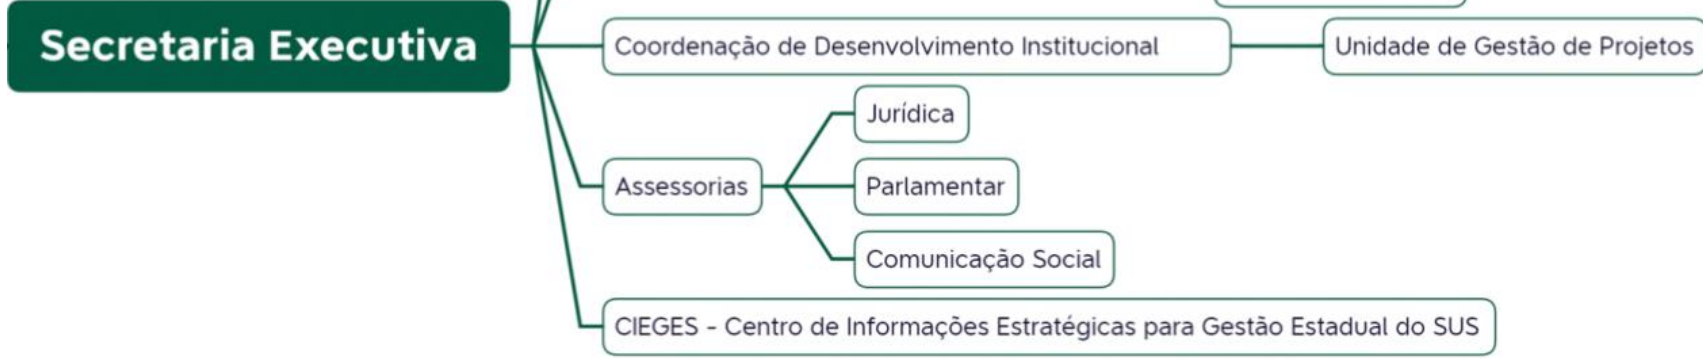 Secretaria Executiva
Coordenação de Desenvolvimento Institucional
Unidade de Gestão de Projetos
Jurídica
Assessorias
Parlamentar
Comunicação Social
CIEGES - Centro de Informações Estratégicas para Gestão Estadual do SUS